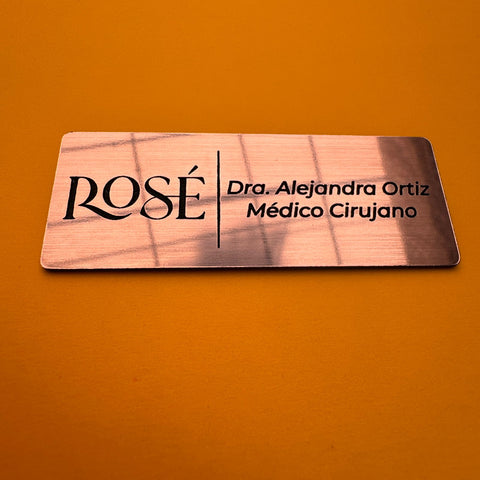 ROSÉ
Dra. Alejandra Ortiz
Médico Cirujano